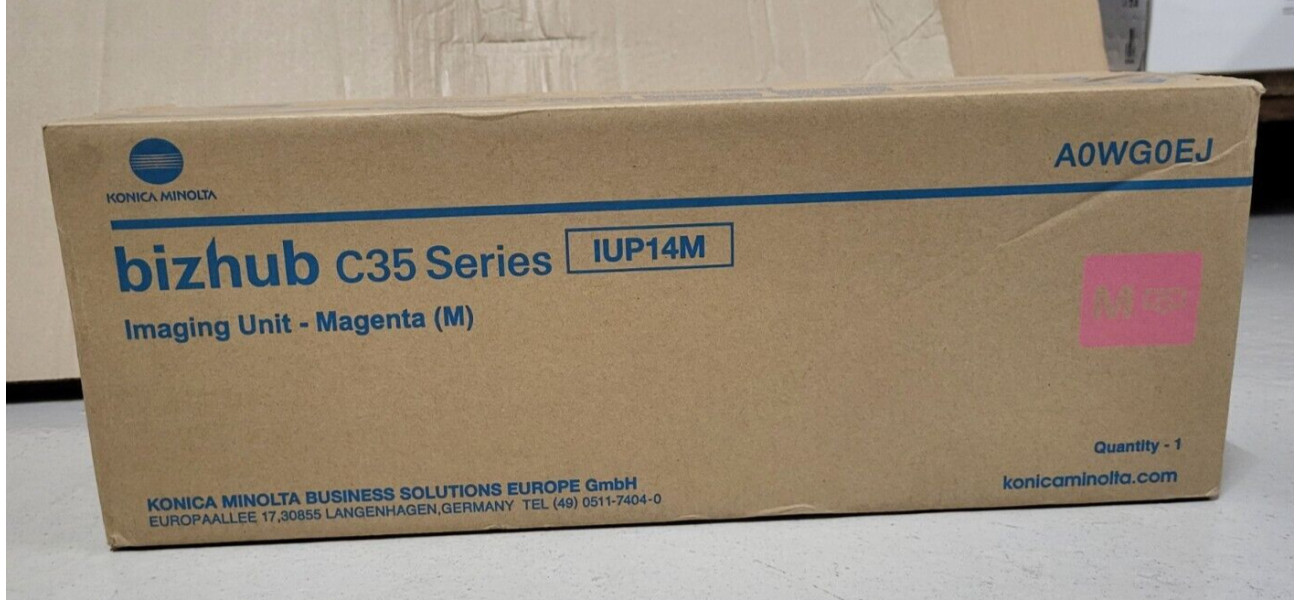 KONICA MINOLTA
A0WG0EJ
bizhub C35 Series IUP14M
Imaging Unit - Magenta (M)
M
Quantity - 1
KONICA MINOLTA BUSINESS SOLUTIONS EUROPE GmbH
EUROPAALLEE 17,30855 LANGENHAGEN,GERMANY TEL (49) 0511-7404-0
konicaminolta.com